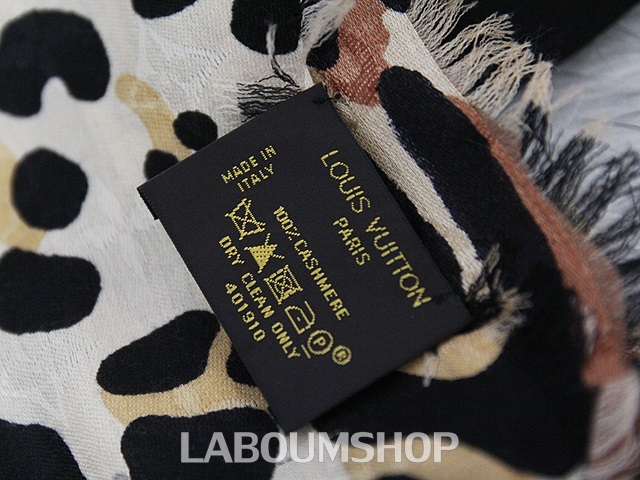 LOUIS VUITTON
PARIS
MADE IN
ITALY
100% CASHMERE
DRY CLEAN ONLY
401910
P
®
LABOUMSHOP